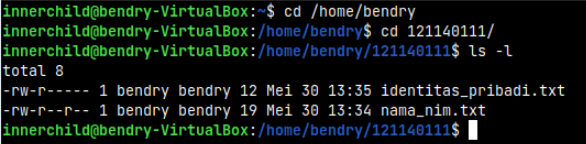 innerchild@bendry-VirtualBox:~$ cd /home/bendry
innerchild@bendry-VirtualBox:/home/bendry$ cd 121140111/
innerchild@bendry-VirtualBox:/home/bendry/121140111$ ls -l
total 8
-rw-r----- 1 bendry bendry 12 Mei 30 13:35 identitas_pribadi.txt
-rw-r--r-- 1 bendry bendry 19 Mei 30 13:34 nama_nim.txt
innerchild@bendry-VirtualBox:/home/bendry/121140111$